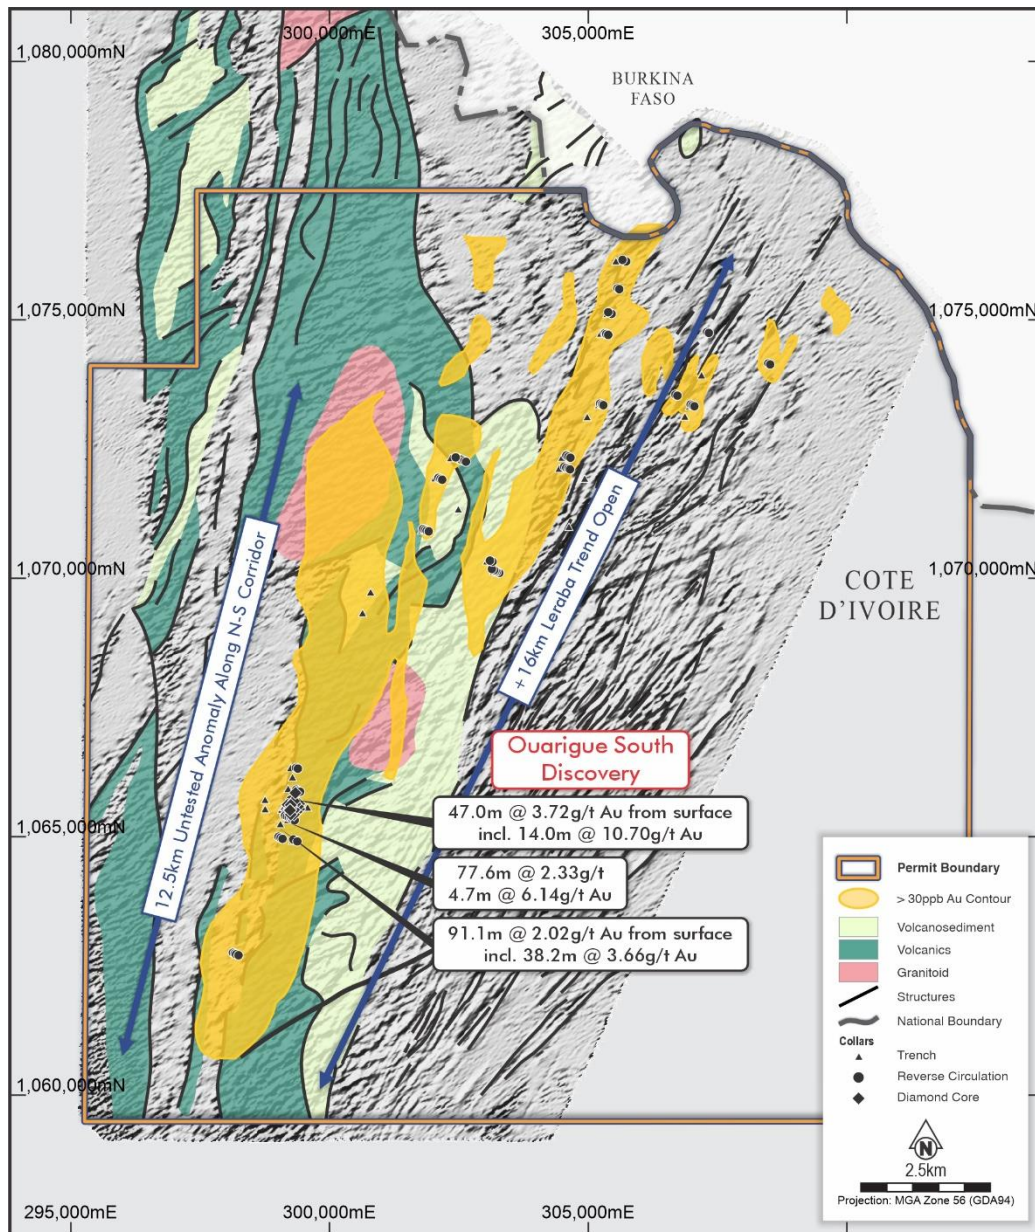 300,000mE
305,000mE
1,080,000mN
BURKINA
FASO
1,075,000mN
1,075,000mN
12.5km Untested Anomaly Along N-S Corridor
+16km Leraba Trend Open
1,070,000mN
1,070,000mN
COTE
D'IVOIRE
Ouarigue South
Discovery
47.0m @ 3.72g/t Au from surface
incl. 14.0m @ 10.70g/t Au
1,065,000mN
77.6m @ 2.33g/t
4.7m @ 6.14g/t Au
91.1m @ 2.02g/t Au from surface
incl. 38.2m @ 3.66g/t Au
1,060,000mN
Permit Boundary
> 30ppb Au Contour
Volcanosediment
Volcanics
Granitoid
Structures
National Boundary
Collars
Trench
Reverse Circulation
Diamond Core
N
2.5km
Projection: MGA Zone 56 (GDA94)
295,000mE
300,000mE
305,000mE